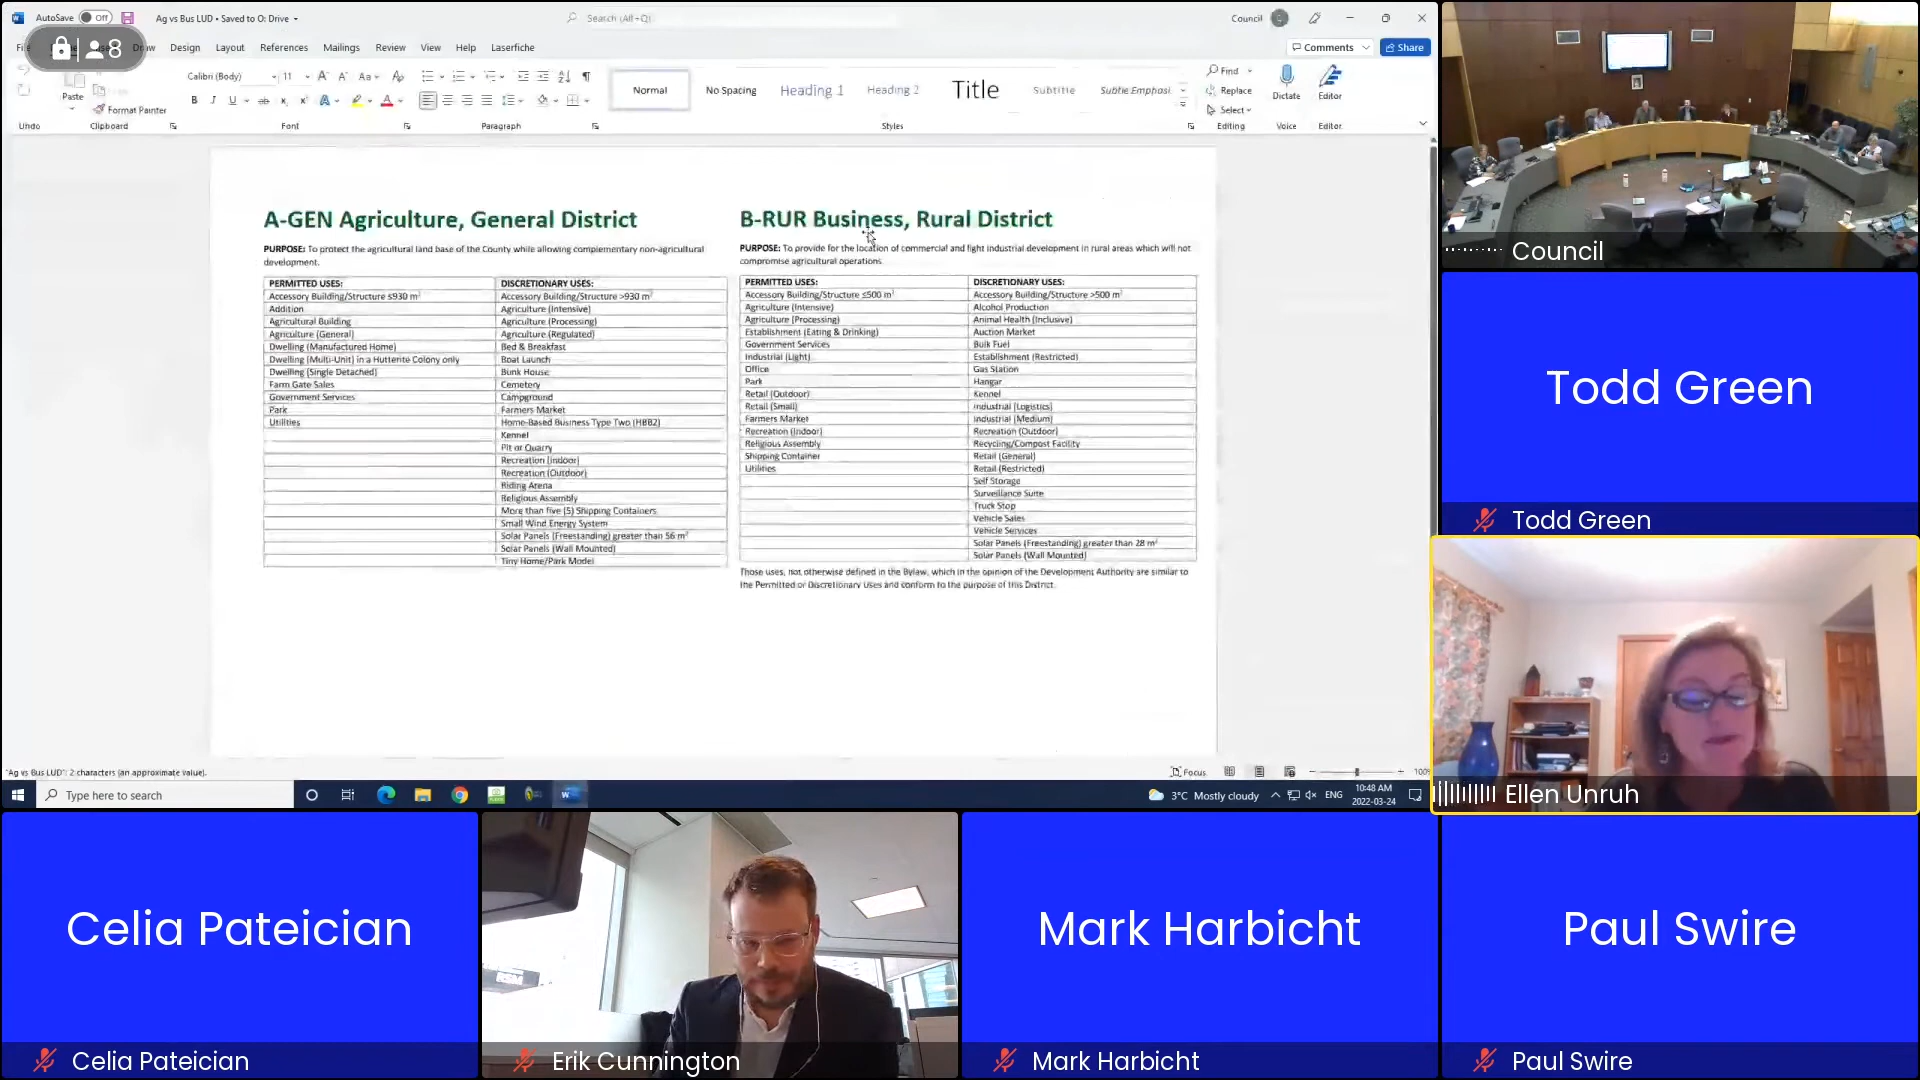 AutoSave Off Ag vs Bus LUD • Saved to O: Drive Search (Alt+Q) Council
8
Draw Design Layout References Mailings Review View Help Laserfiche Comments Share
Calibri (Body) 11
Paste
Format Painter
Normal No Spacing Heading 1 Heading 2 Title Subtitle Subtle Emphasi...
Find
Replace
Select
Dictate Editor
Undo Clipboard Font Paragraph Styles Editing Voice Editor
A-GEN Agriculture, General District
PURPOSE: To protect the agricultural land base of the County while allowing complementary non-agricultural
development.
PERMITTED USES: DISCRETIONARY USES:
Accessory Building/Structure ≤930 m² Accessory Building/Structure >930 m²
Addition Agriculture (Intensive)
Agricultural Building Agriculture (Processing)
Agriculture (General) Agriculture (Regulated)
Dwelling (Manufactured Home) Bed & Breakfast
Dwelling (Multi-Unit) in a Hutterite Colony only Boat Launch
Dwelling (Single Detached) Bunk House
Farm Gate Sales Cemetery
Government Services Campground
Park Farmers Market
Utilities Home-Based Business Type Two (HBB2)
Kennel
Pit or Quarry
Recreation (Indoor)
Recreation (Outdoor)
Riding Arena
Religious Assembly
More than five (5) Shipping Containers
Small Wind Energy System
Solar Panels (Freestanding) greater than 56 m²
Solar Panels (Wall Mounted)
Tiny Home/Park Model
B-RUR Business, Rural District
PURPOSE: To provide for the location of commercial and light industrial development in rural areas which will not
compromise agricultural operations.
PERMITTED USES: DISCRETIONARY USES:
Accessory Building/Structure ≤500 m² Accessory Building/Structure >500 m²
Agriculture (Intensive) Alcohol Production
Agriculture (Processing) Animal Health (Inclusive)
Establishment (Eating & Drinking) Auction Market
Government Services Bulk Fuel
Industrial (Light) Establishment (Restricted)
Office Gas Station
Park Hangar
Retail (Outdoor) Kennel
Retail (Small) Industrial (Logistics)
Farmers Market Industrial (Medium)
Recreation (Indoor) Recreation (Outdoor)
Religious Assembly Recycling/Compost Facility
Shipping Container Retail (General)
Utilities Retail (Restricted)
Self Storage
Surveillance Suite
Truck Stop
Vehicle Sales
Vehicle Services
Solar Panels (Freestanding) greater than 28 m²
Solar Panels (Wall Mounted)
Those uses, not otherwise defined in the Bylaw, which in the opinion of the Development Authority are similar to
the Permitted or Discretionary Uses and conform to the purpose of this District.
"Ag vs Bus LUD": 2 characters (an approximate value). Focus 100%
Type here to search 3°C Mostly cloudy ENG 10:48 AM
2022-03-24
Council
Todd Green
Todd Green
Ellen Unruh
Celia Pateician
Celia Pateician
Erik Cunnington
Mark Harbicht
Mark Harbicht
Paul Swire
Paul Swire